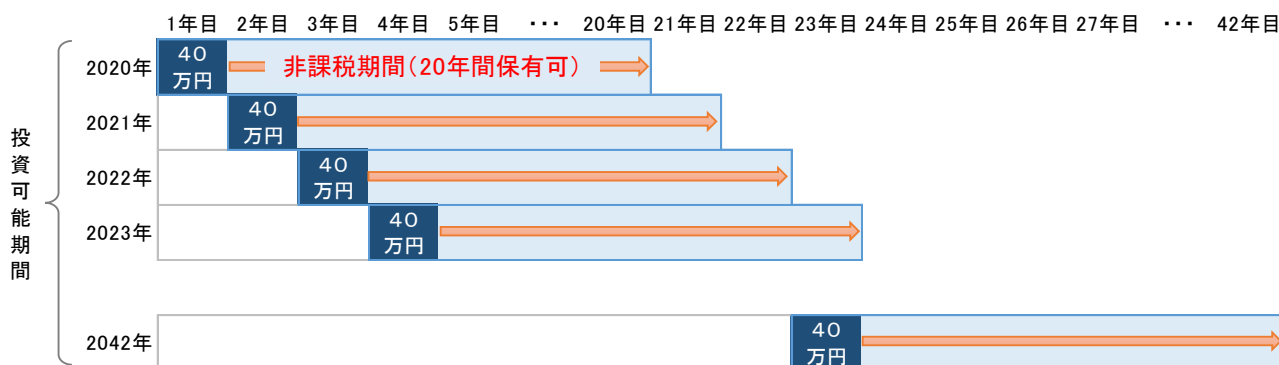 1年目 2年目 3年目 4年目 5年目 ･･･ 20年目 21年目 22年目 23年目 24年目 25年目 26年目 27年目 ･･･ 42年目
投資可能期間
2020年
40
万円
非課税期間(20年間保有可)
2021年
40
万円
2022年
40
万円
2023年
40
万円
2042年
40
万円